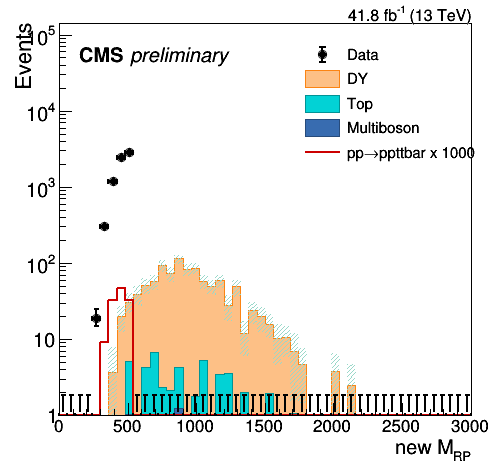 41.8 fb⁻¹ (13 TeV)
Events
CMS preliminary
Data
DY
Top
Multiboson
pp→ppttbar x 1000
10⁵
10⁴
10³
10²
10
1
0 500 1000 1500 2000 2500 3000
new M_RP